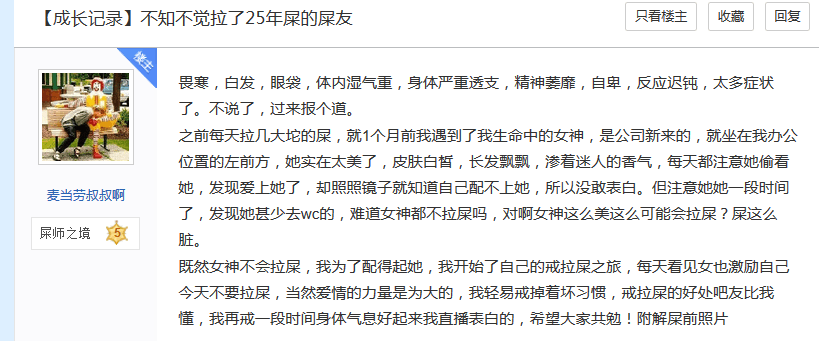 【成长记录】不知不觉拉了25年屎的屎友
只看楼主
收藏
回复
楼主
麦当劳叔叔啊
屎师之境 5
畏寒，白发，眼袋，体内湿气重，身体严重透支，精神萎靡，自卑，反应迟钝，太多症状
了。不说了，过来报个道。
之前每天拉几大坨的屎，就1个月前我遇到了我生命中的女神，是公司新来的，就坐在我办公
位置的左前方，她实在太美了，皮肤白皙，长发飘飘，渗着迷人的香气，每天都注意她偷看
她，发现爱上她了，却照照镜子就知道自己配不上她，所以没敢表白。但注意她她一段时间
了，发现她甚少去wc的，难道女神都不拉屎吗，对啊女神这么美这么可能会拉屎？屎这么
脏。
既然女神不会拉屎，我为了配得起她，我开始了自己的戒拉屎之旅，每天看见女也激励自己
今天不要拉屎，当然爱情的力量是为大的，我轻易戒掉着坏习惯，戒拉屎的好处吧友比我
懂，我再戒一段时间身体气息好起来我直播表白的，希望大家共勉！附解屎前照片